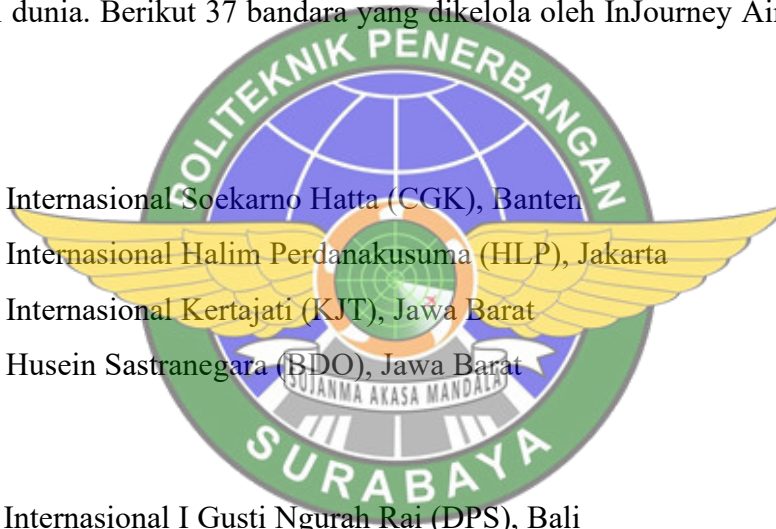 dunia. Berikut 37 bandara yang dikelola oleh InJourney
POLITEKNIK PENERBANGAN
Internasional Soekarno Hatta (CGK), Banten
Internasional Halim Perdanakusuma (HLP), Jakarta
Internasional Kertajati (KJT), Jawa Barat
Husein Sastranegara (BDO), Jawa Barat
SUJANMA AKASA MANDALA
SURABAYA
Internasional I Gusti Ngurah Rai (DPS), Bali